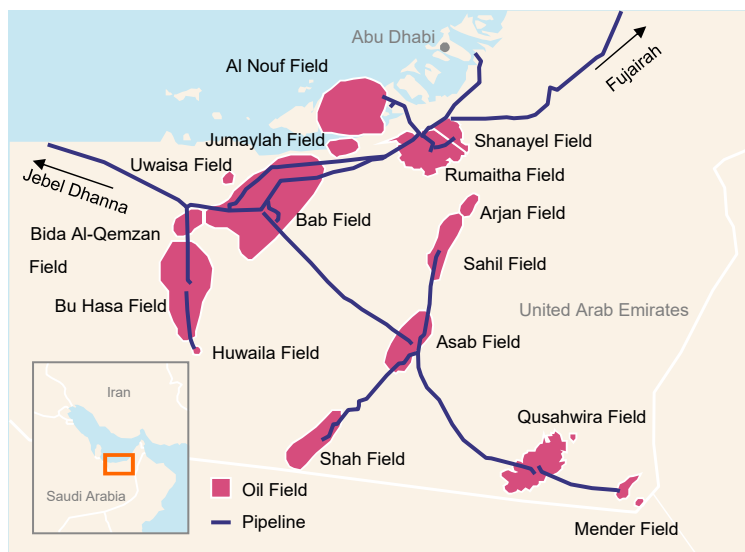 Abu Dhabi
Al Nouf Field
Fujairah
Jumaylah Field
Shanayel Field
Uwaisa Field
Rumaitha Field
Jebel Dhanna
Arjan Field
Bab Field
Bida Al-Qemzan
Field
Sahil Field
Bu Hasa Field
United Arab Emirates
Asab Field
Huwaila Field
Iran
Qusahwira Field
Shah Field
Saudi Arabia
Oil Field
Pipeline
Mender Field